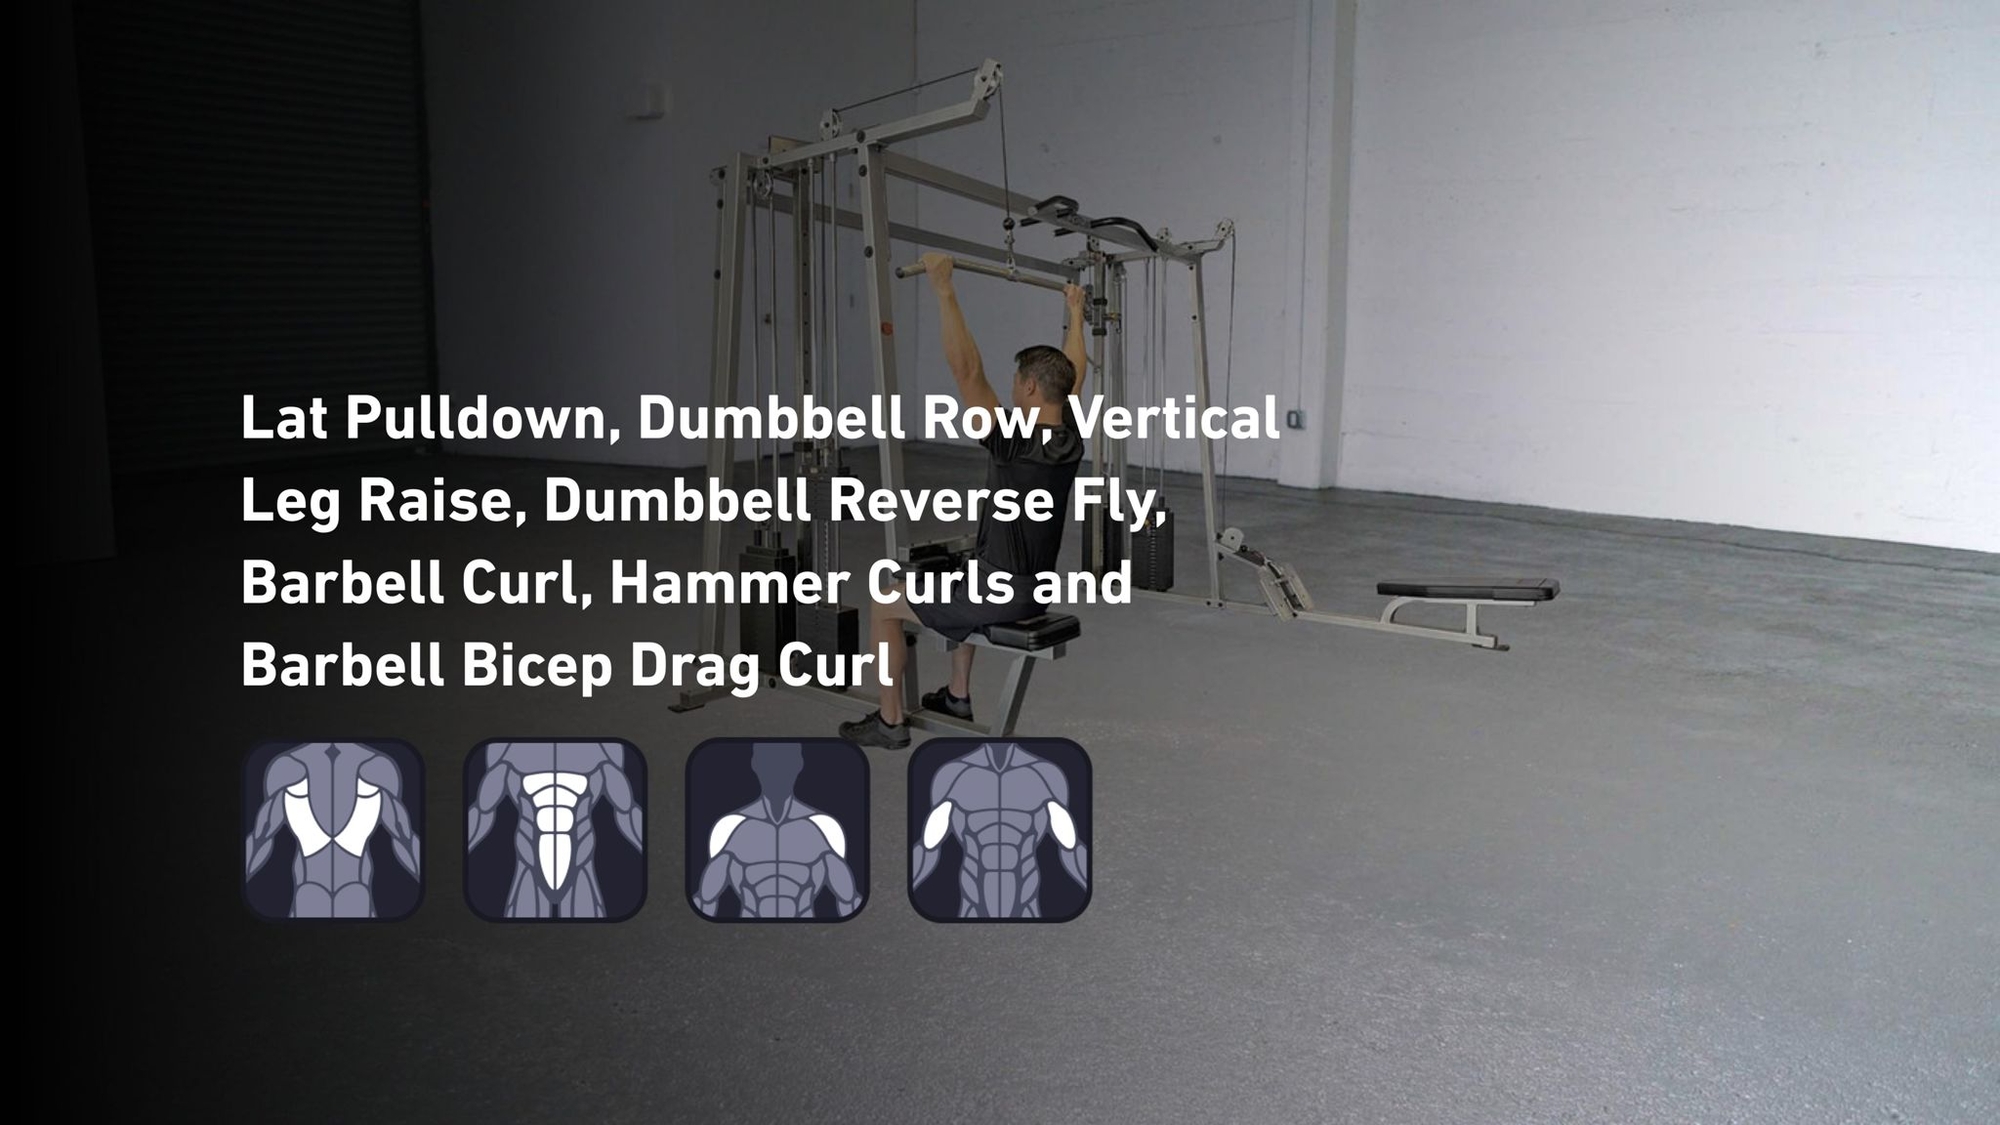 Lat Pulldown, Dumbbell Row, Vertical
Leg Raise, Dumbbell Reverse Fly,
Barbell Curl, Hammer Curls and
Barbell Bicep Drag Curl